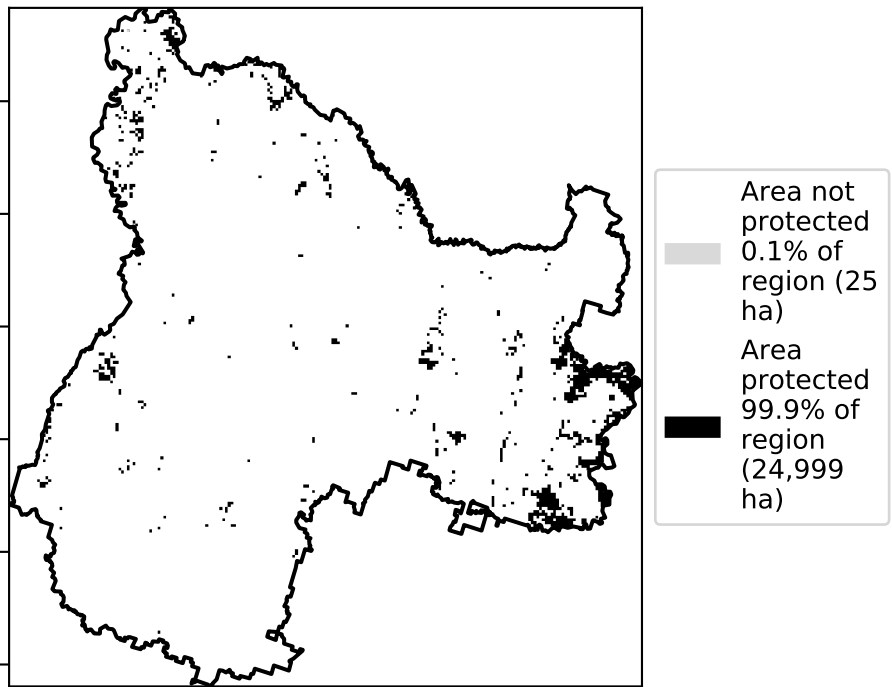 Area not
protected
0.1% of
region (25
ha)
Area
protected
99.9% of
region
(24,999
ha)